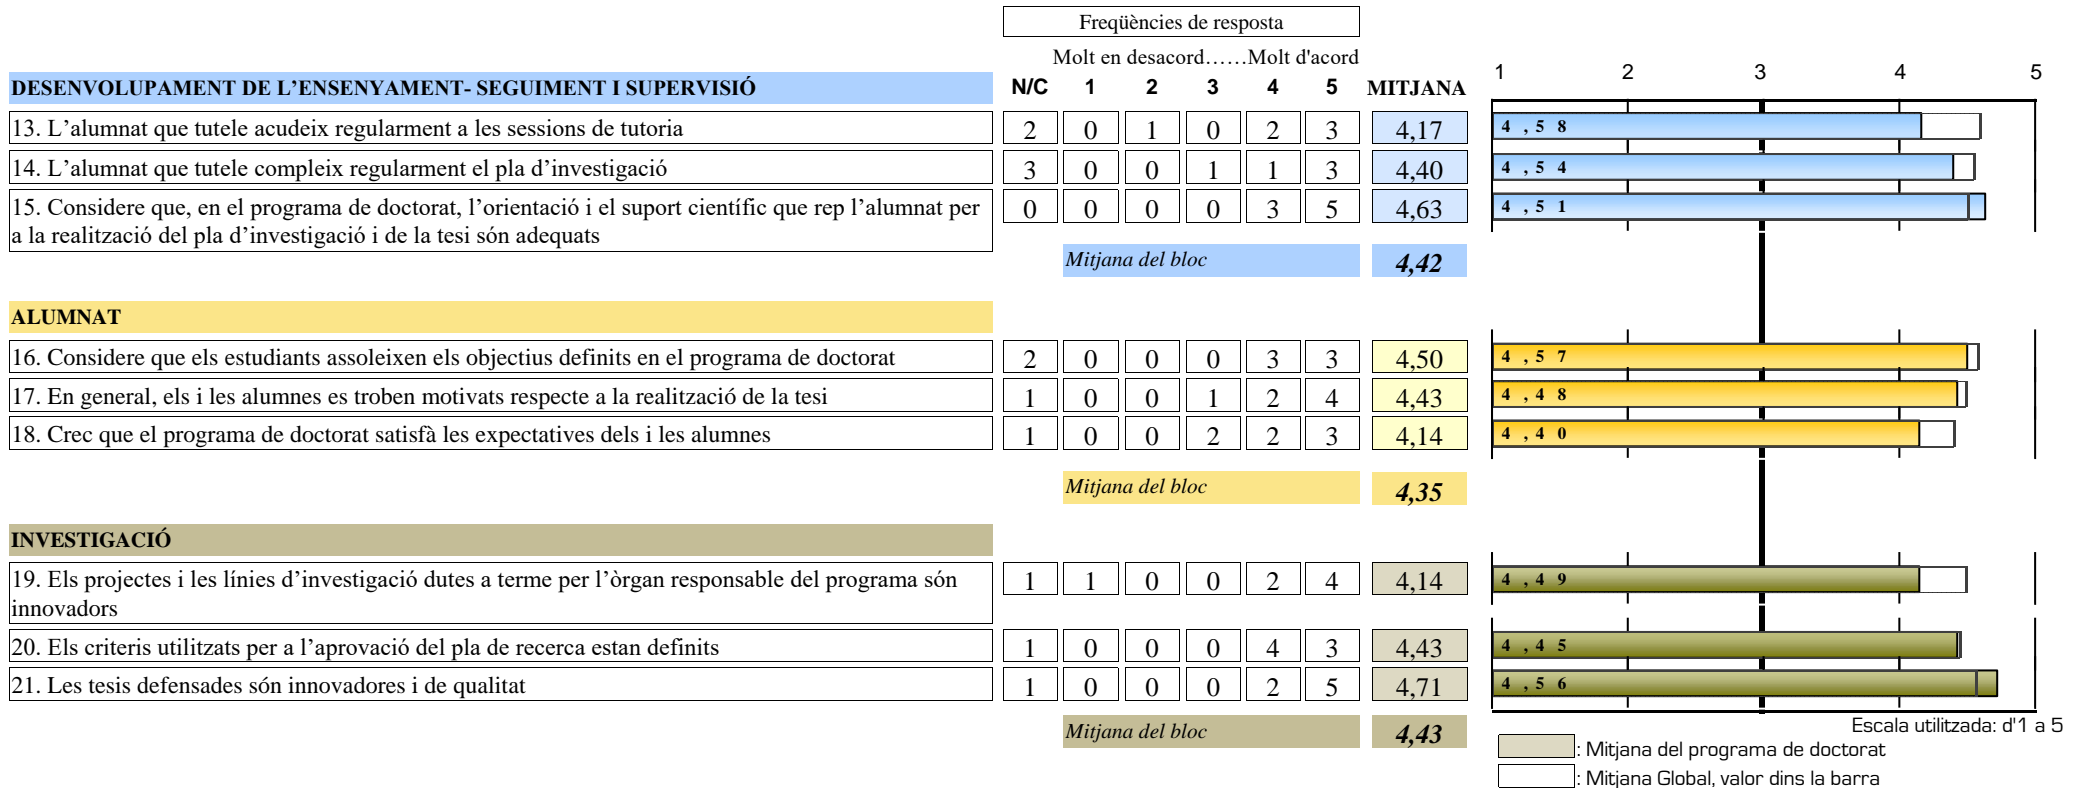 Freqüències de resposta
Molt en desacord……Molt d'acord
DESENVOLUPAMENT DE L’ENSENYAMENT- SEGUIMENT I SUPERVISIÓ N/C 1 2 3 4 5 MITJANA 1 2 3 4 5
13. L’alumnat que tutele acudeix regularment a les sessions de tutoria 2 0 1 0 2 3 4,17 4,58
14. L’alumnat que tutele compleix regularment el pla d’investigació 3 0 0 1 1 3 4,40 4,54
15. Considere que, en el programa de doctorat, l’orientació i el suport científic que rep l’alumnat per 0 0 0 0 3 5 4,63 4,51
a la realització del pla d’investigació i de la tesi són adequats
Mitjana del bloc 4,42
ALUMNAT
16. Considere que els estudiants assoleixen els objectius definits en el programa de doctorat 2 0 0 0 3 3 4,50 4,57
17. En general, els i les alumnes es troben motivats respecte a la realització de la tesi 1 0 0 1 2 4 4,43 4,48
18. Crec que el programa de doctorat satisfà les expectatives dels i les alumnes 1 0 0 2 2 3 4,14 4,40
Mitjana del bloc 4,35
INVESTIGACIÓ
19. Els projectes i les línies d’investigació dutes a terme per l’òrgan responsable del programa són 1 1 0 0 2 4 4,14 4,49
innovadors
20. Els criteris utilitzats per a l’aprovació del pla de recerca estan definits 1 0 0 0 4 3 4,43 4,45
21. Les tesis defensades són innovadores i de qualitat 1 0 0 0 2 5 4,71 4,56
Mitjana del bloc 4,43
Escala utilitzada: d'1 a 5
: Mitjana del programa de doctorat
: Mitjana Global, valor dins la barra